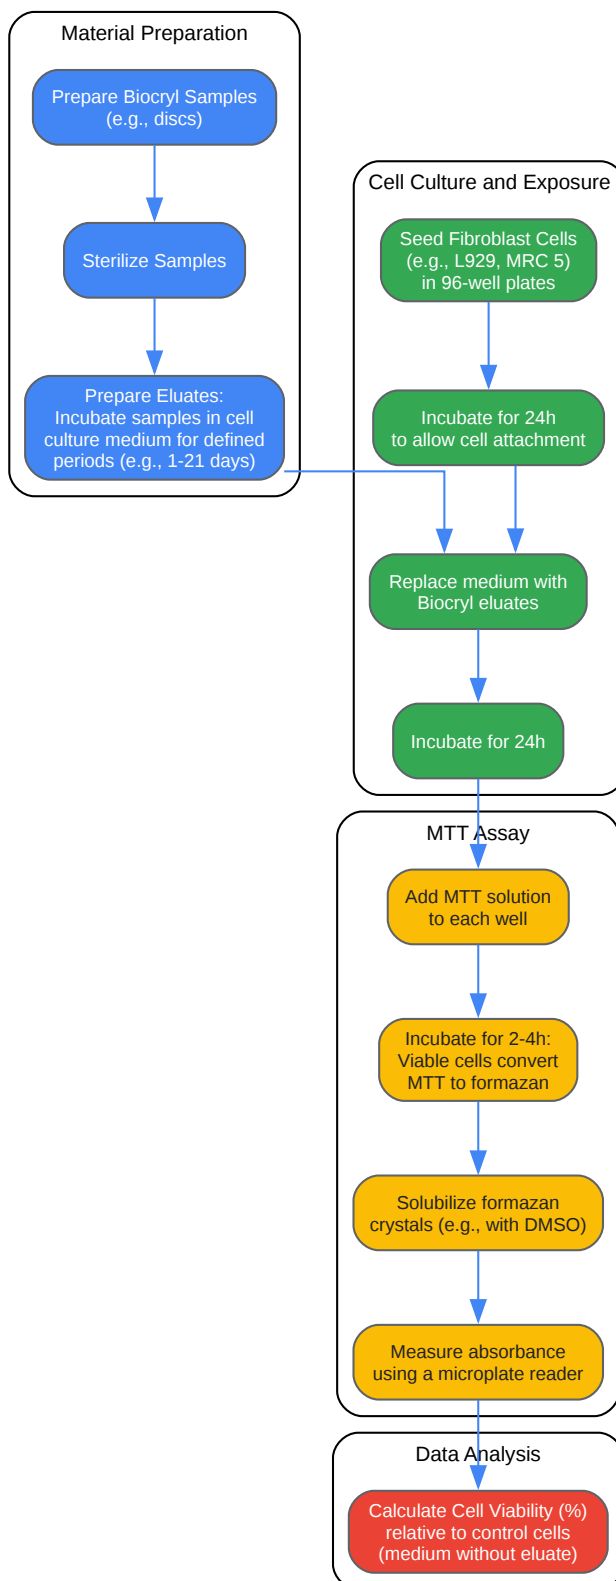 Material Preparation
Prepare Biocryl Samples
(e.g., discs)
Sterilize Samples
Prepare Eluates:
Incubate samples in cell
culture medium for defined
periods (e.g., 1-21 days)
Cell Culture and Exposure
Seed Fibroblast Cells
(e.g., L929, MRC 5)
in 96-well plates
Incubate for 24h
to allow cell attachment
Replace medium with
Biocryl eluates
Incubate for 24h
MTT Assay
Add MTT solution
to each well
Incubate for 2-4h:
Viable cells convert
MTT to formazan
Solubilize formazan
crystals (e.g., with DMSO)
Measure absorbance
using a microplate reader
Data Analysis
Calculate Cell Viability (%)
relative to control cells
(medium without eluate)